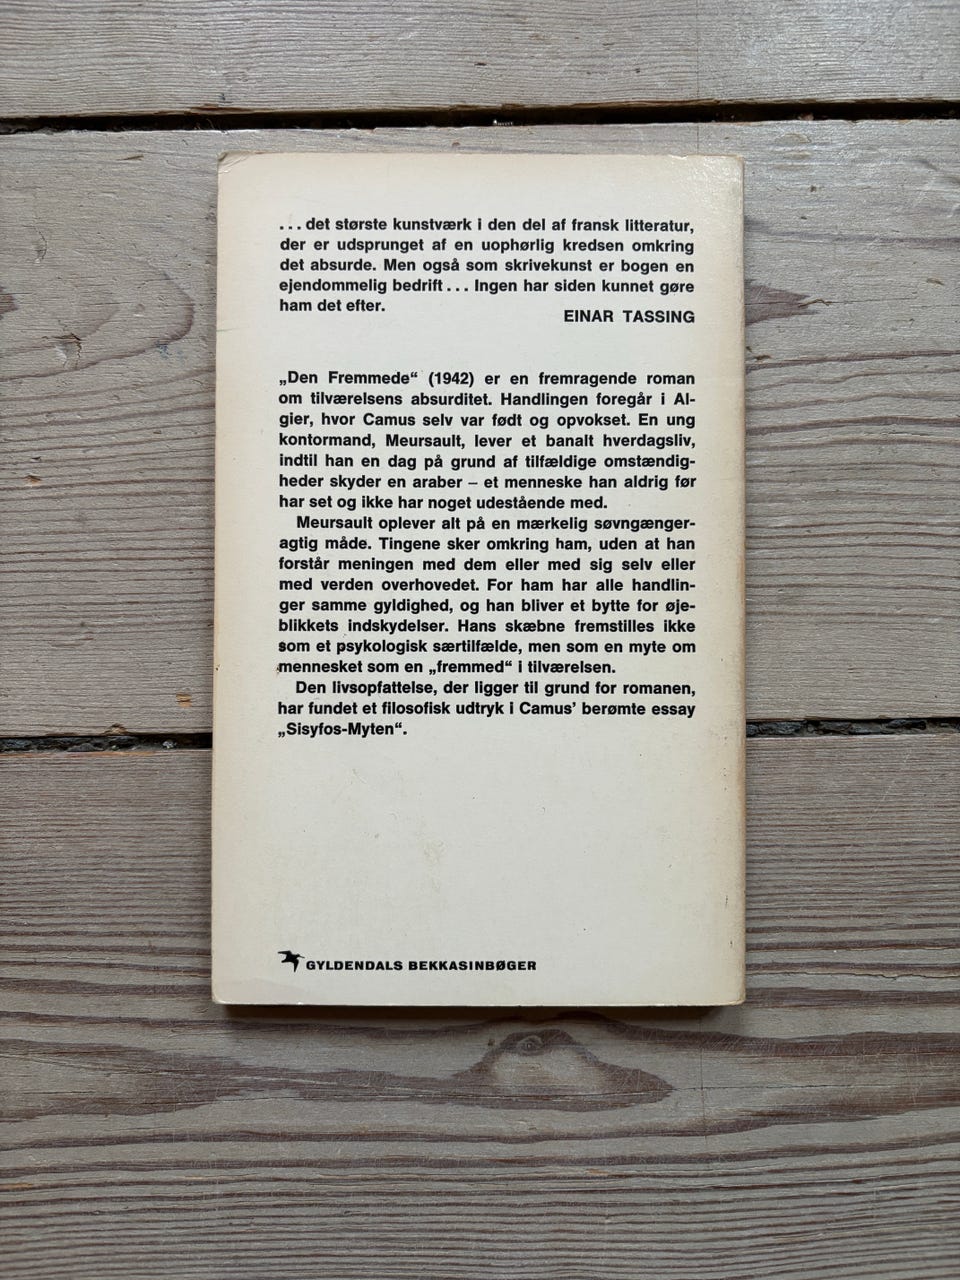 ... det største kunstværk i den del af fransk litteratur,
der er udsprunget af en uophørlig kredsen omkring
det absurde. Men også som skrivekunst er bogen en
ejendommelig bedrift... Ingen har siden kunnet gøre
ham det efter.
EINAR TASSING
„Den Fremmede“ (1942) er en fremragende roman
om tilværelsens absurditet. Handlingen foregår i Al-
gier, hvor Camus selv var født og opvokset. En ung
kontormand, Meursault, lever et banalt hverdagsliv,
indtil han en dag på grund af tilfældige omstændig-
heder skyder en araber – et menneske han aldrig før
har set og ikke har noget udestående med.
Meursault oplever alt på en mærkelig søvngænger-
agtig måde. Tingene sker omkring ham, uden at han
forstår meningen med dem eller med sig selv eller
med verden overhovedet. For ham har alle handlin-
ger samme gyldighed, og han bliver et bytte for øje-
blikkets indskydelser. Hans skæbne fremstilles ikke
som et psykologisk særtilfælde, men som en myte om
mennesket som en „fremmed“ i tilværelsen.
Den livsopfattelse, der ligger til grund for romanen,
har fundet et filosofisk udtryk i Camus’ berømte essay
„Sisyfos-Myten“.
GYLDENDALS BEKKASINBØGER